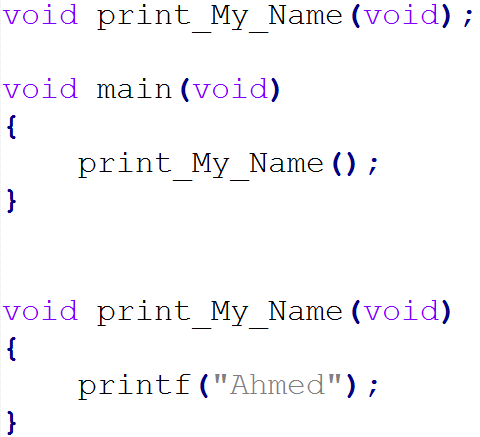 void print_My_Name(void);
void main(void)
{
    print_My_Name();
}
void print_My_Name(void)
{
    printf("Ahmed");
}